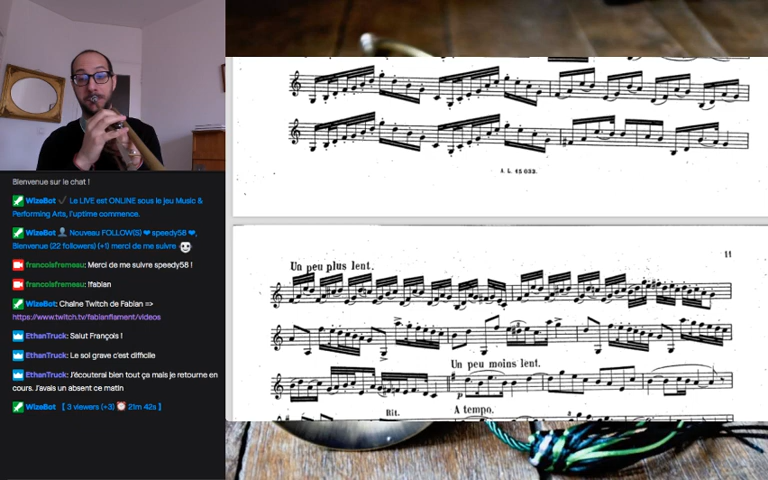 Bienvenue sur le chat !
WizeBot ✔ Le LIVE est ONLINE sous le jeu Music &
Performing Arts, l'uptime commence.
WizeBot 👤 Nouveau FOLLOW(S) ❤ speedy58 ❤,
Bienvenue (22 followers) (+1) merci de me suivre
francoisfremeau: Merci de me suivre speedy58 !
francoisfremeau: !fabian
WizeBot: Chaîne Twitch de Fabian =>
https://www.twitch.tv/fabianflament/videos
EthanTruck: Salut François !
EthanTruck: Le sol grave c'est difficile
EthanTruck: J'écouterai bien tout ça mais je retourne en
cours. J'avais un absent ce matin
WizeBot 【 3 viewers (+3) ⏰ 21m 42s 】
A. L. 15 033.
11
Un peu plus lent.
Un peu moins lent.
p
Rit. A tempo.